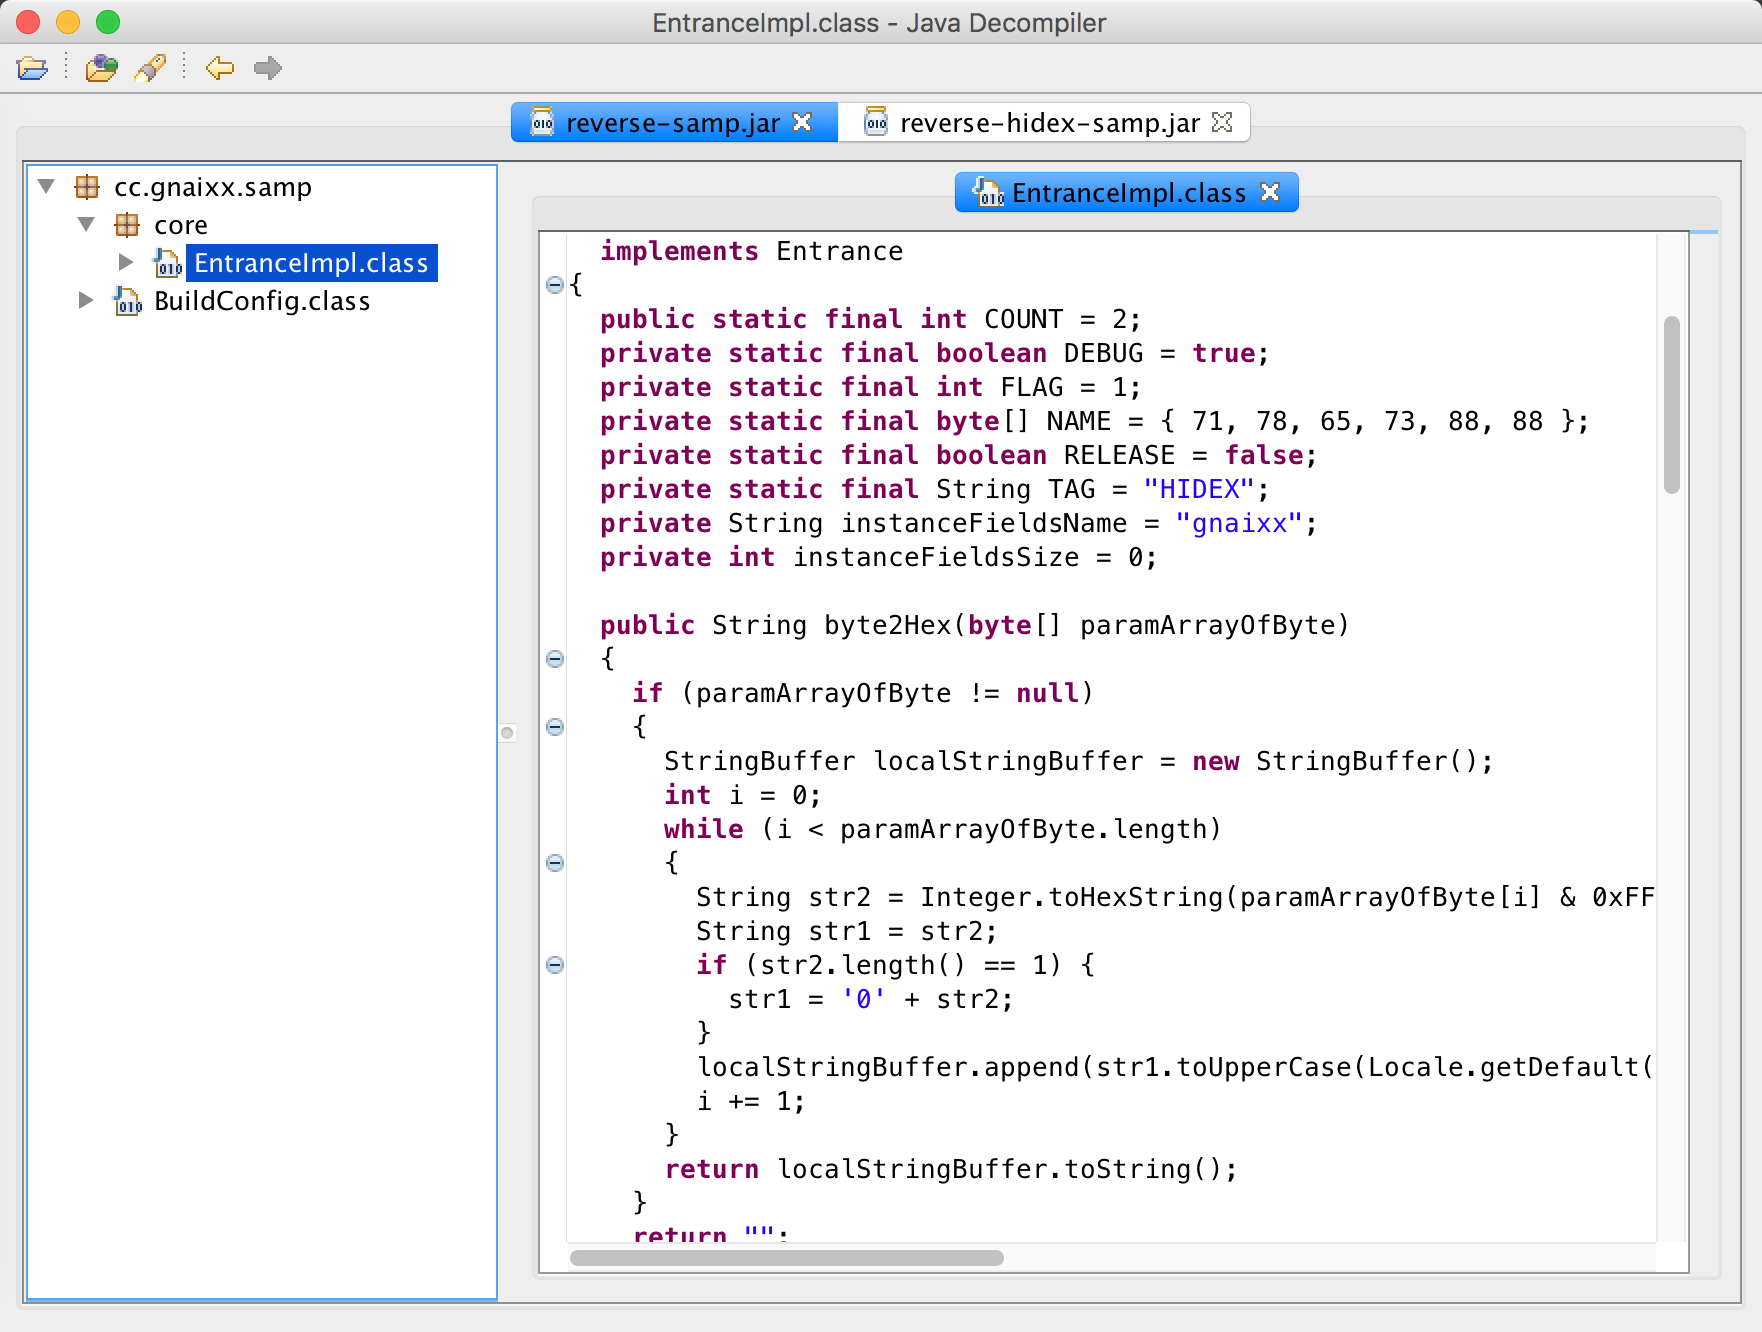 EntranceImpl.class - Java Decompiler
reverse-samp.jar
reverse-hidex-samp.jar
cc.gnaixx.samp
core
EntranceImpl.class
BuildConfig.class
EntranceImpl.class
implements Entrance
{
public static final int COUNT = 2;
private static final boolean DEBUG = true;
private static final int FLAG = 1;
private static final byte[] NAME = { 71, 78, 65, 73, 88, 88 };
private static final boolean RELEASE = false;
private static final String TAG = "HIDEX";
private String instanceFieldsName = "gnaixx";
private int instanceFieldsSize = 0;
public String byte2Hex(byte[] paramArrayOfByte)
{
if (paramArrayOfByte != null)
{
StringBuffer localStringBuffer = new StringBuffer();
int i = 0;
while (i < paramArrayOfByte.length)
{
String str2 = Integer.toHexString(paramArrayOfByte[i] & 0xFF
String str1 = str2;
if (str2.length() == 1) {
str1 = '0' + str2;
}
localStringBuffer.append(str1.toUpperCase(Locale.getDefault(
i += 1;
}
return localStringBuffer.toString();
}
return "";